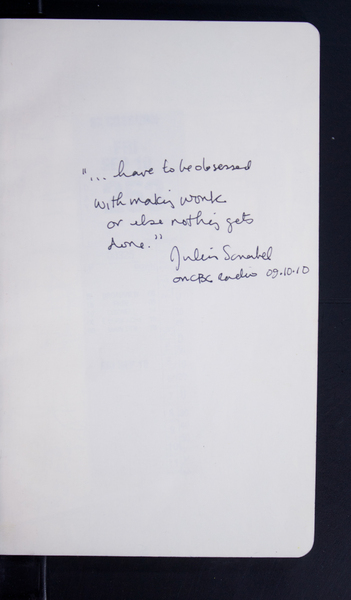 "... have to be obsessed
with making work
or else nothing gets
done."
Julian Scnabel
on CBC radio 09.10.10